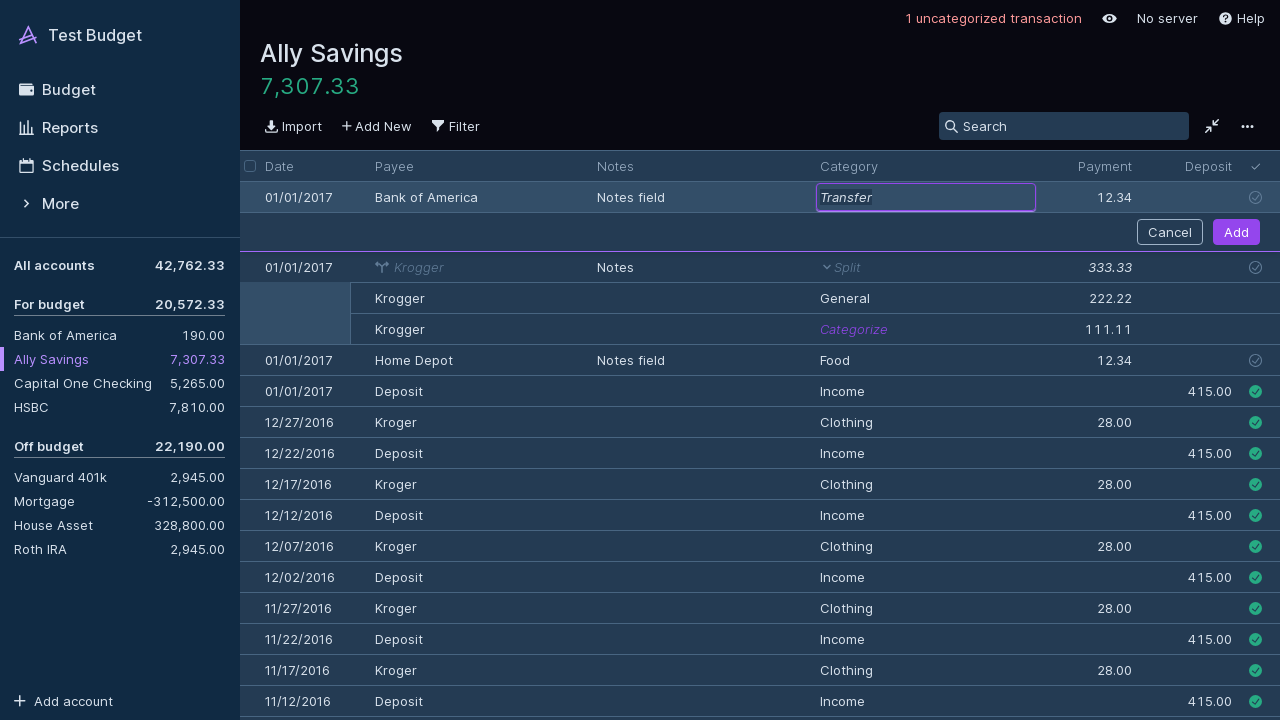 Test Budget
Budget
Reports
Schedules
More
All accounts 42,762.33
For budget 20,572.33
Bank of America 190.00
Ally Savings 7,307.33
Capital One Checking 5,265.00
HSBC 7,810.00
Off budget 22,190.00
Vanguard 401k 2,945.00
Mortgage -312,500.00
House Asset 328,800.00
Roth IRA 2,945.00
Add account
1 uncategorized transaction No server Help
Ally Savings
7,307.33
Import Add New Filter Search
Date Payee Notes Category Payment Deposit
01/01/2017 Bank of America Notes field Transfer 12.34
Cancel Add
01/01/2017 Krogger Notes Split 333.33
Krogger General 222.22
Krogger Categorize 111.11
01/01/2017 Home Depot Notes field Food 12.34
01/01/2017 Deposit Income 415.00
12/27/2016 Kroger Clothing 28.00
12/22/2016 Deposit Income 415.00
12/17/2016 Kroger Clothing 28.00
12/12/2016 Deposit Income 415.00
12/07/2016 Kroger Clothing 28.00
12/02/2016 Deposit Income 415.00
11/27/2016 Kroger Clothing 28.00
11/22/2016 Deposit Income 415.00
11/17/2016 Kroger Clothing 28.00
11/12/2016 Deposit Income 415.00